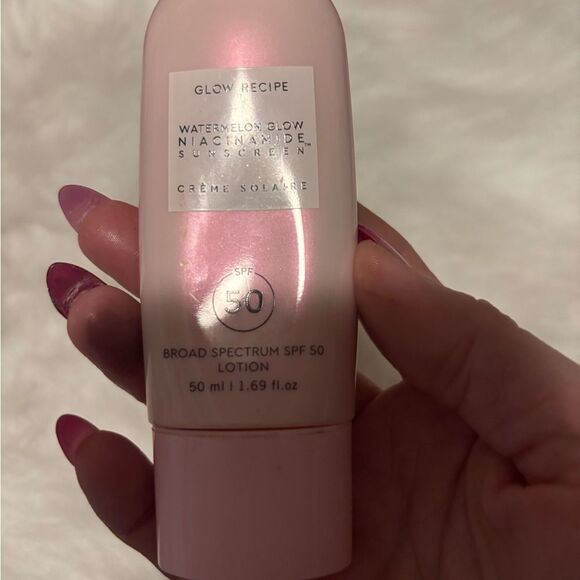 GLOW RECIPE
WATERMELON GLOW
NIACINAMIDE™
SUNSCREEN
CRÈME SOLAIRE
SPF
50
BROAD SPECTRUM SPF 50
LOTION
50 ml | 1.69 fl.oz